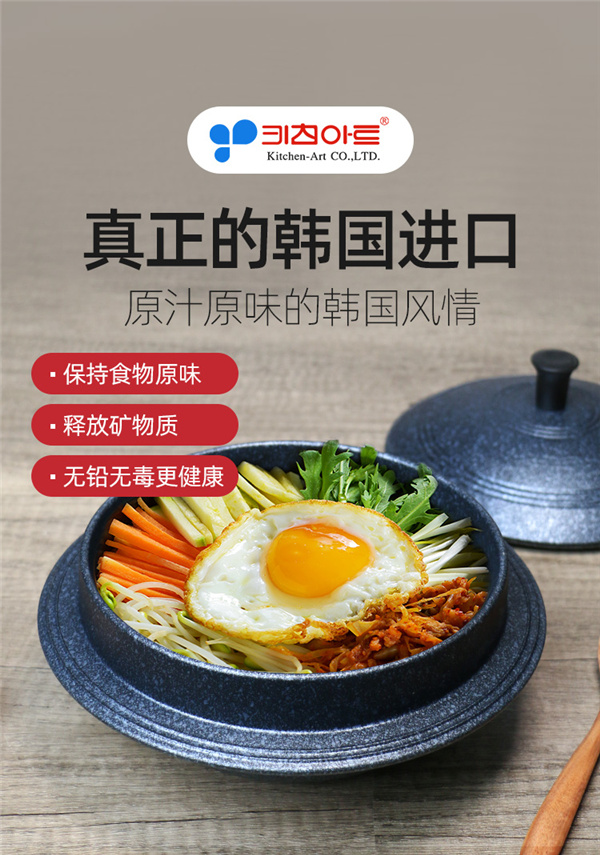 키친아트®
Kitchen-Art CO.,LTD.
真正的韩国进口
原汁原味的韩国风情
▪ 保持食物原味
▪ 释放矿物质
▪ 无铅无毒更健康